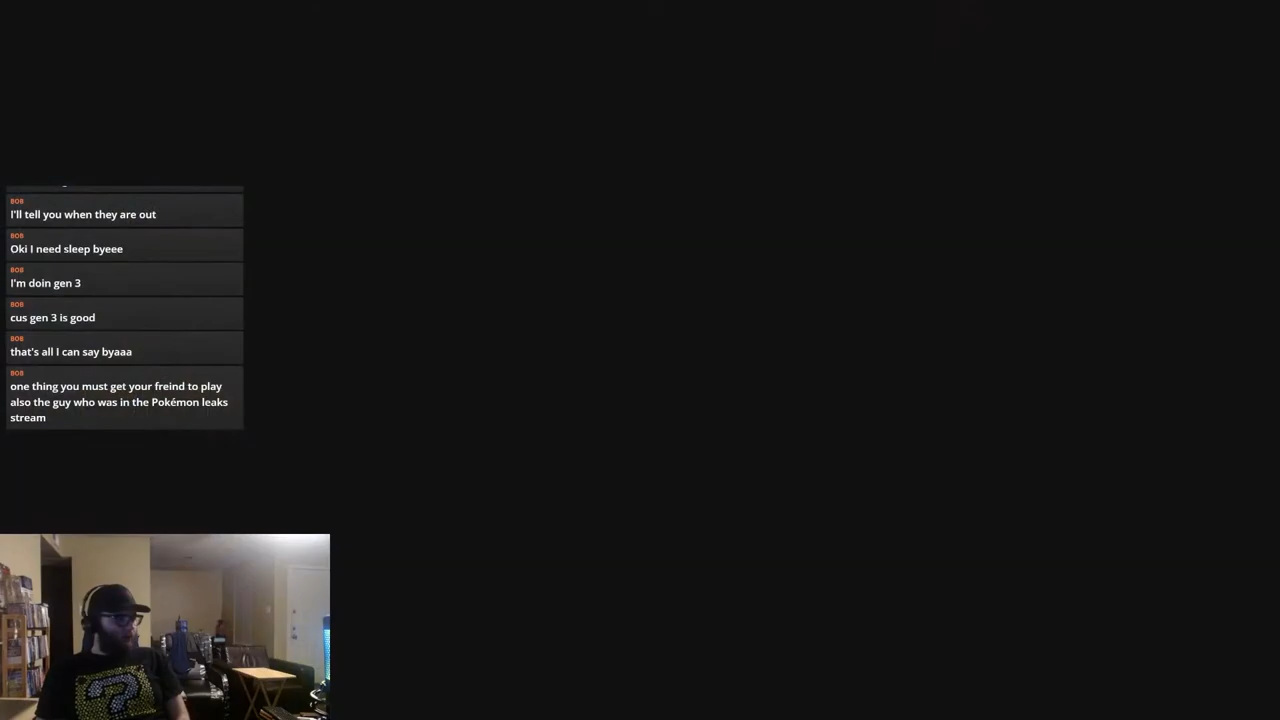 BOB
I'll tell you when they are out
BOB
Oki I need sleep byeee
BOB
I'm doin gen 3
BOB
cus gen 3 is good
BOB
that's all I can say byaaa
BOB
one thing you must get your freind to play
also the guy who was in the Pokémon leaks
stream
?